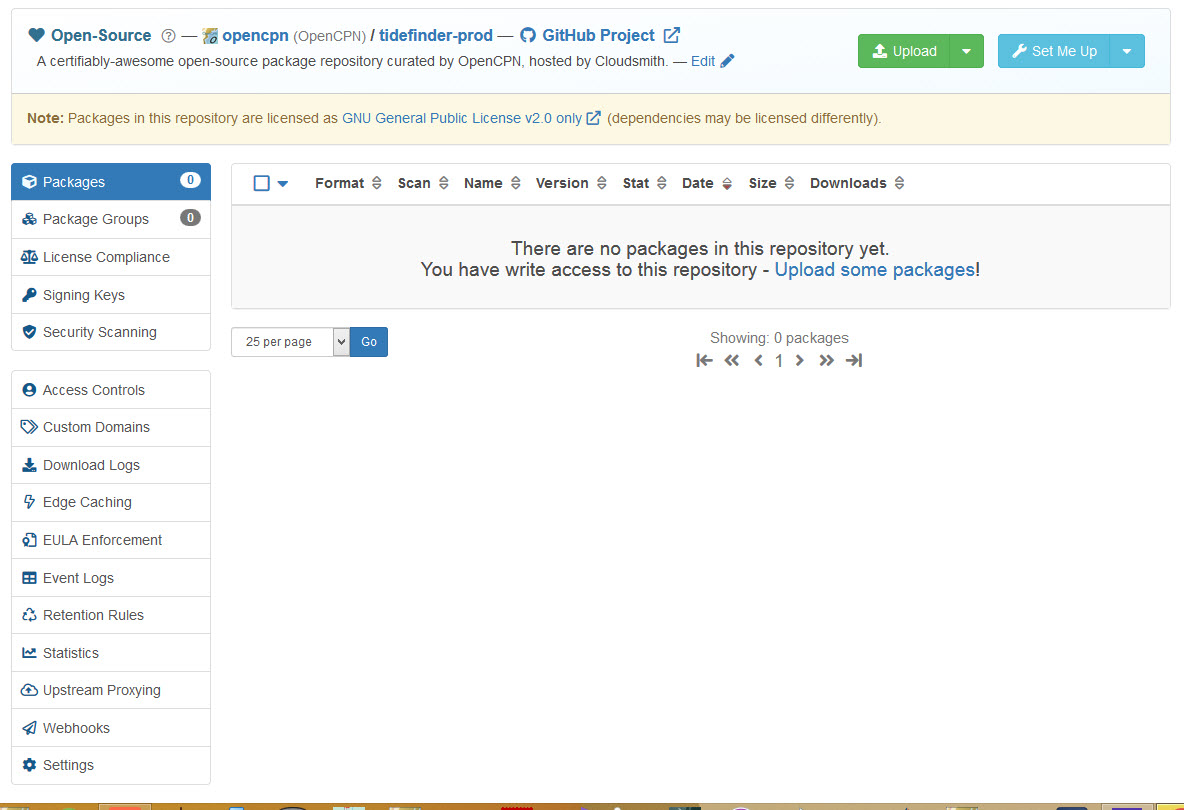 Open-Source — opencpn (OpenCPN) / tidefinder-prod — GitHub Project
A certifiably-awesome open-source package repository curated by OpenCPN, hosted by Cloudsmith. — Edit
Upload
Set Me Up
Note: Packages in this repository are licensed as GNU General Public License v2.0 only (dependencies may be licensed differently).
Packages 0
Package Groups 0
License Compliance
Signing Keys
Security Scanning
Access Controls
Custom Domains
Download Logs
Edge Caching
EULA Enforcement
Event Logs
Retention Rules
Statistics
Upstream Proxying
Webhooks
Settings
Format Scan Name Version Stat Date Size Downloads
There are no packages in this repository yet.
You have write access to this repository - Upload some packages!
25 per page Go
Showing: 0 packages
1